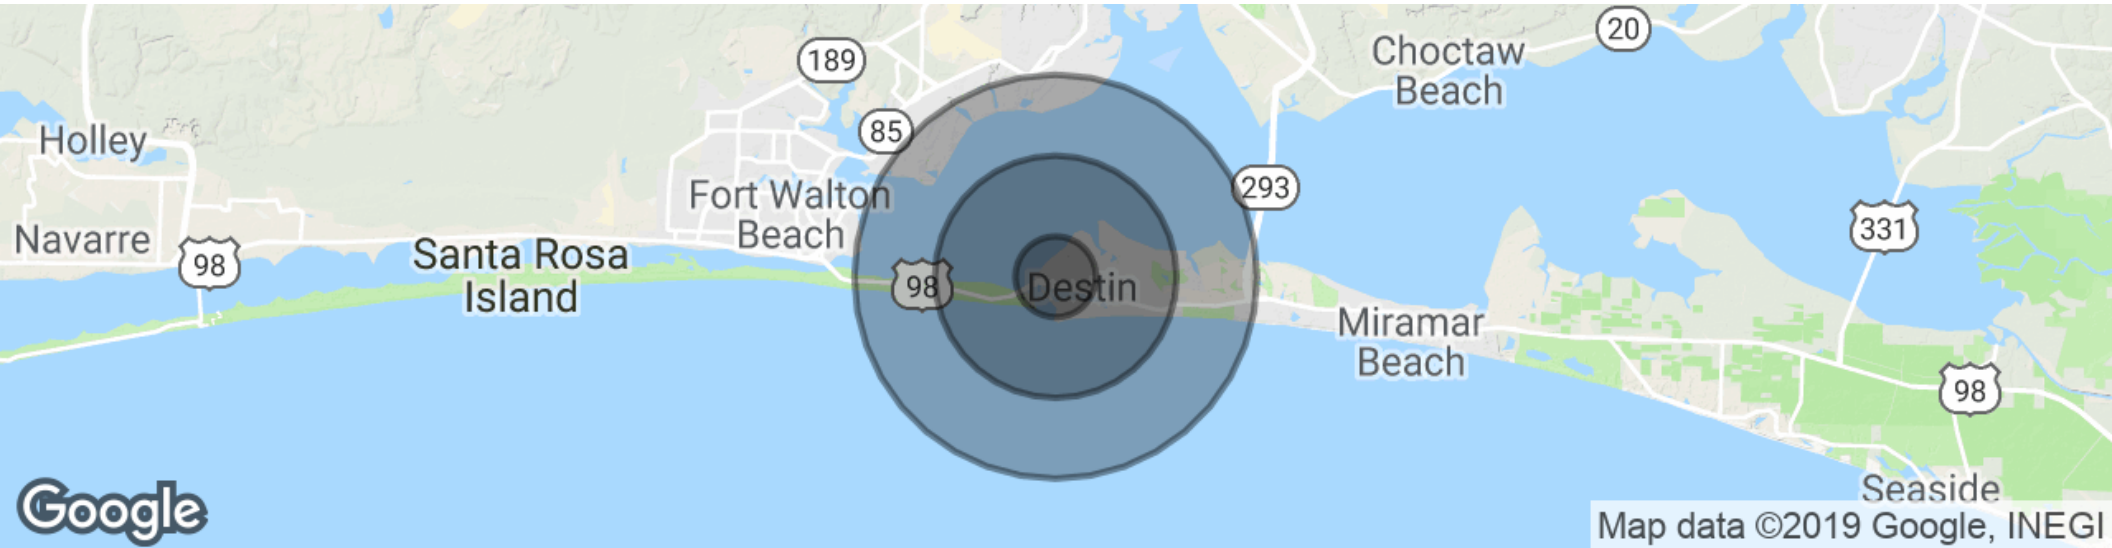 20
Choctaw
Beach
189
85
Holley
293
Fort Walton
Beach
331
Navarre
98
Santa Rosa
Island
98
Destin
Miramar
Beach
98
Seaside
Google
Map data ©2019 Google, INEGI